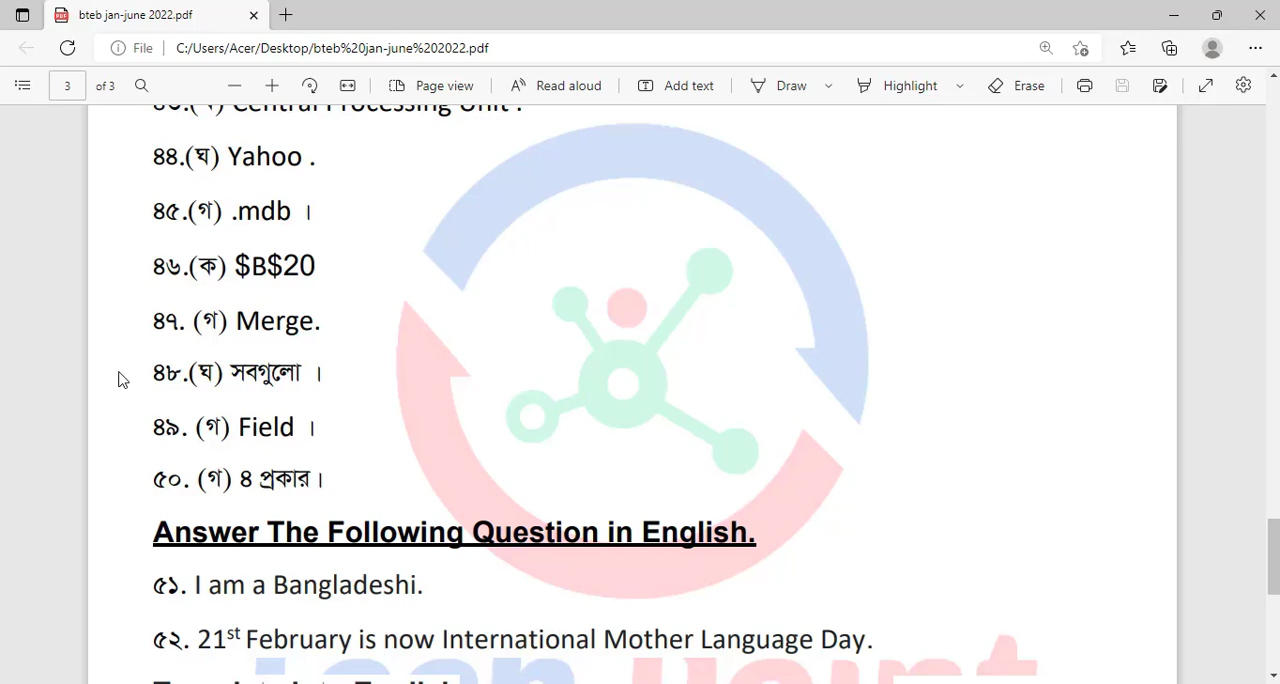 bteb jan-june 2022.pdf
File C:/Users/Acer/Desktop/bteb%20jan-june%202022.pdf
3 of 3 Page view Read aloud Add text Draw Highlight Erase
Central Processing Unit .
৪৪.(ঘ) Yahoo .
৪৫.(গ) .mdb ।
৪৬.(ক) $B$20
৪৭. (গ) Merge.
৪৮.(ঘ) সবগুলো ।
৪৯. (গ) Field ।
৫০. (গ) ৪ প্রকার।
Answer The Following Question in English.
৫১. I am a Bangladeshi.
৫২. 21st February is now International Mother Language Day.